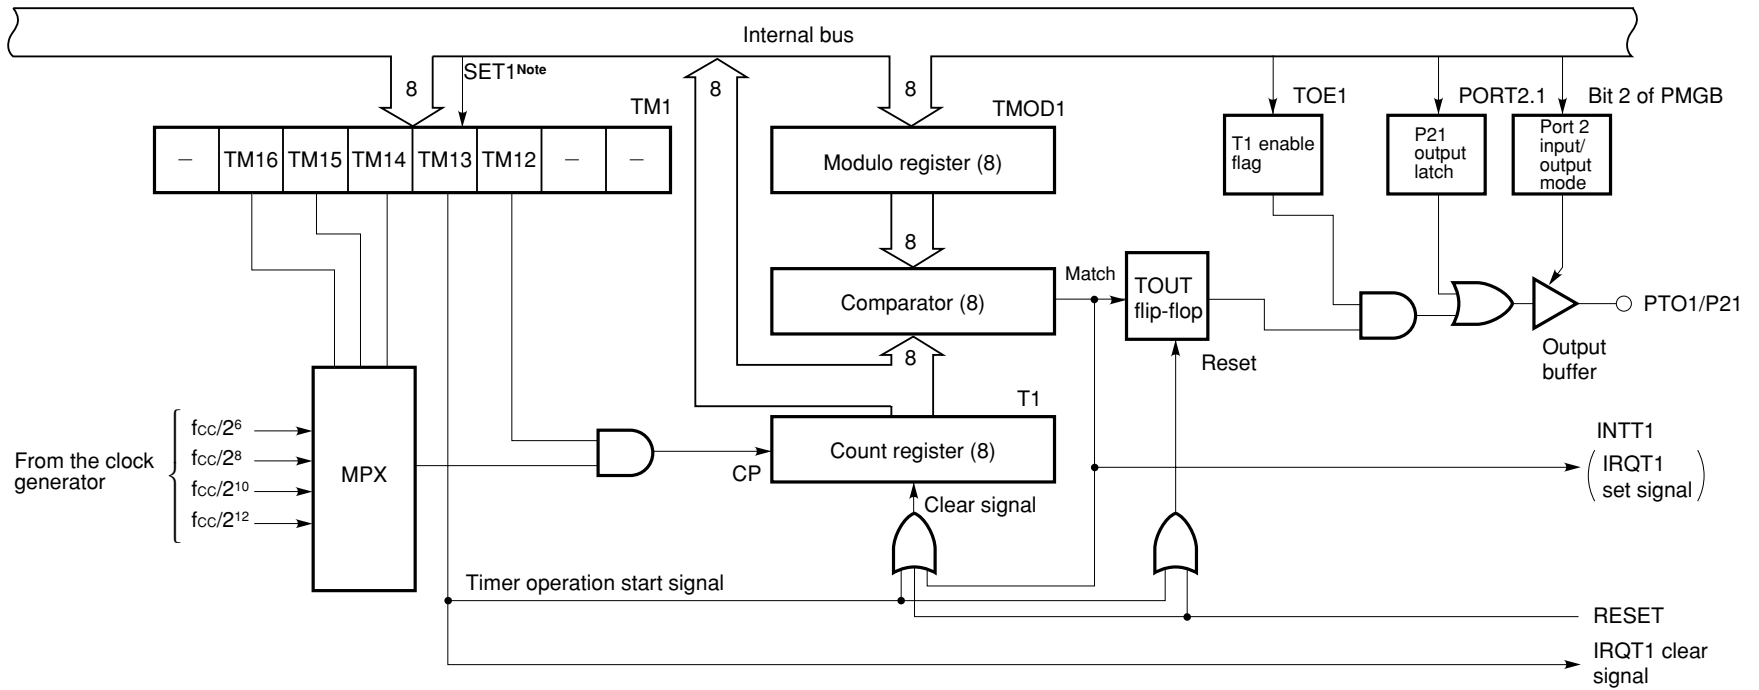 Internal bus
8
SET1Note
8
8
TM1
TMOD1
TOE1
PORT2.1
Bit 2 of PMGB
–
TM16
TM15
TM14
TM13
TM12
–
–
Modulo register (8)
T1 enable
flag
P21
output
latch
Port 2
input/
output
mode
8
Comparator (8)
Match
TOUT
flip-flop
PTO1/P21
Output
buffer
8
Reset
T1
Count register (8)
CP
Clear signal
From the clock
generator
fCC/2⁶
fCC/2⁸
fCC/2¹⁰
fCC/2¹²
MPX
INTT1
IRQT1
set signal
Timer operation start signal
RESET
IRQT1 clear
signal